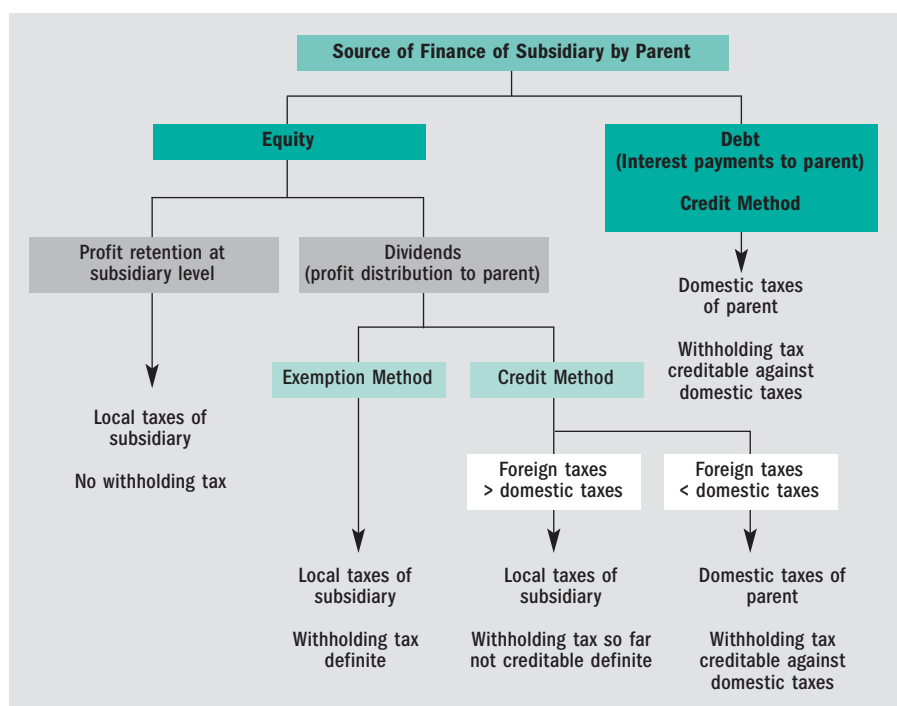 Source of Finance of Subsidiary by Parent
Equity
Debt
(Interest payments to parent)
Credit Method
Profit retention at
subsidiary level
Dividends
(profit distribution to parent)
Domestic taxes
of parent
Withholding tax
creditable against
domestic taxes
Exemption Method
Credit Method
Local taxes of
subsidiary
No withholding tax
Foreign taxes
> domestic taxes
Foreign taxes
< domestic taxes
Local taxes of
subsidiary
Withholding tax
definite
Local taxes of
subsidiary
Withholding tax so far
not creditable definite
Domestic taxes of
parent
Withholding tax
creditable against
domestic taxes